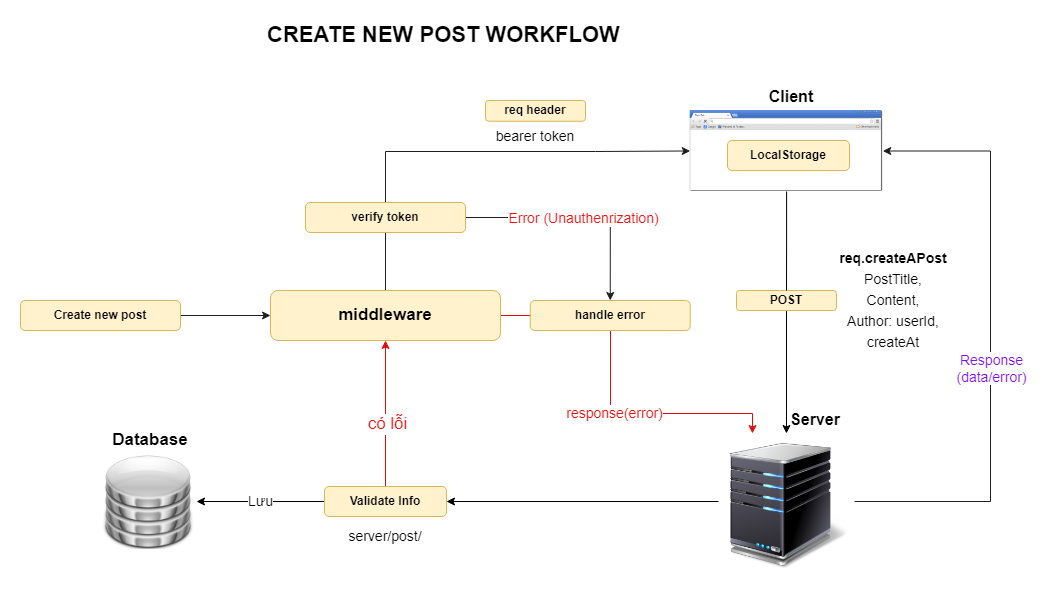 CREATE NEW POST WORKFLOW
Client
req header
bearer token
LocalStorage
verify token
Error (Unauthenrization)
req.createAPost
PostTitle,
Content,
Author: userId,
createAt
POST
Create new post
middleware
handle error
Response
(data/error)
response(error)
Server
có lỗi
Database
Lưu
Validate Info
server/post/